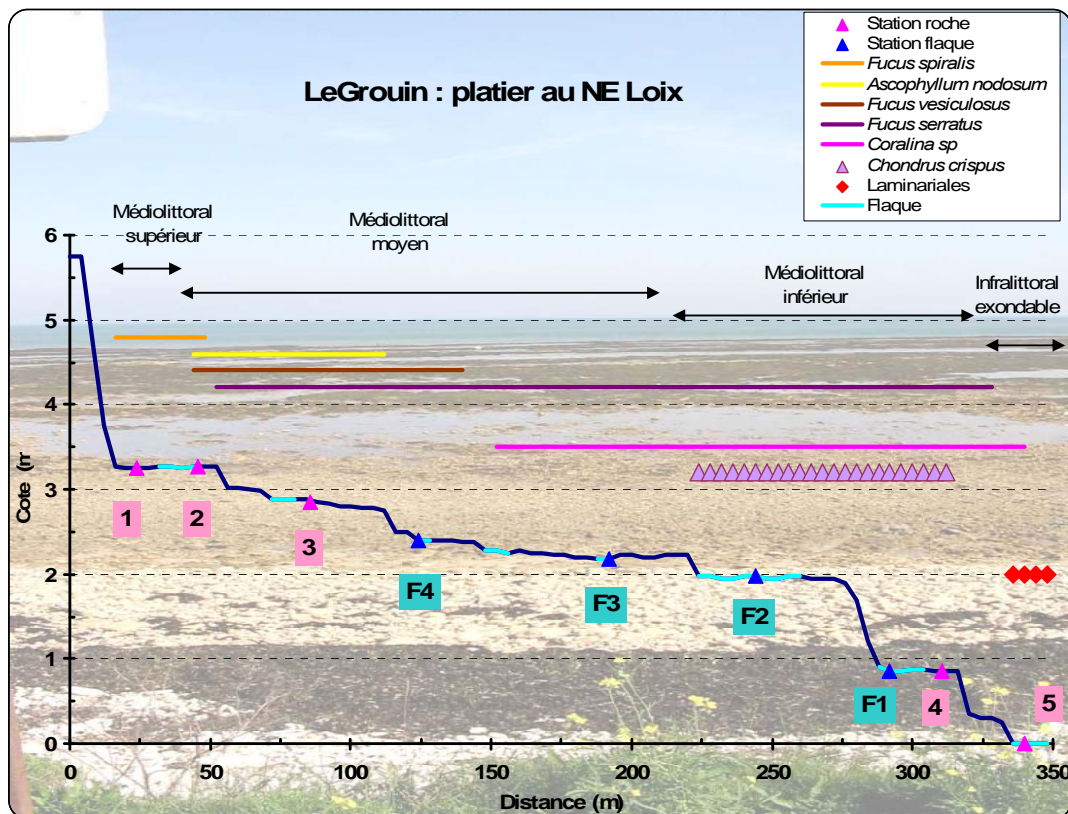 LeGrouin : platier au NE Loix
Station roche
Station flaque
Fucus spiralis
Ascophyllum nodosum
Fucus vesiculosus
Fucus serratus
Coralina sp
Chondrus crispus
Laminariales
Flaque
Médiolittoral
supérieur
Médiolittoral
moyen
Médiolittoral
inférieur
Infralittoral
exondable
6
5
4
3
2
1
0
Cote (m
1
2
3
F4
F3
F2
F1
4
5
0 50 100 150 200 250 300 350
Distance (m)